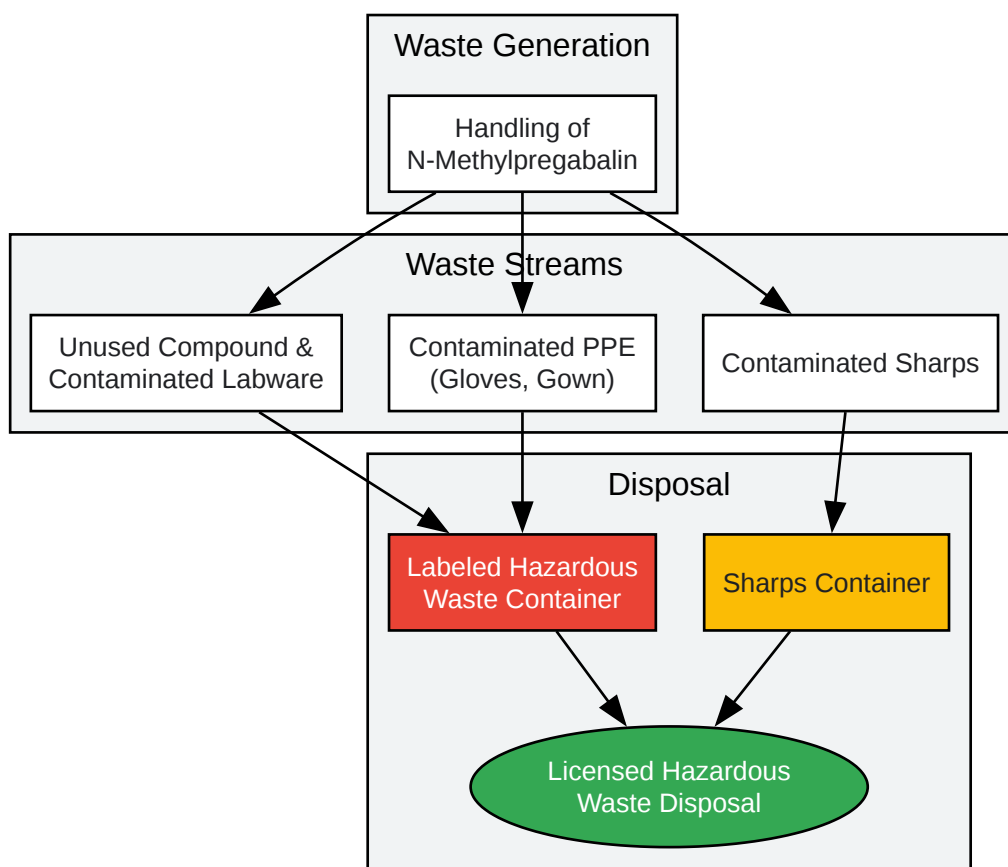 Waste Generation
Handling of
N-Methylpregabalin
Waste Streams
Unused Compound &
Contaminated Labware
Contaminated PPE
(Gloves, Gown)
Contaminated Sharps
Disposal
Labeled Hazardous
Waste Container
Sharps Container
Licensed Hazardous
Waste Disposal